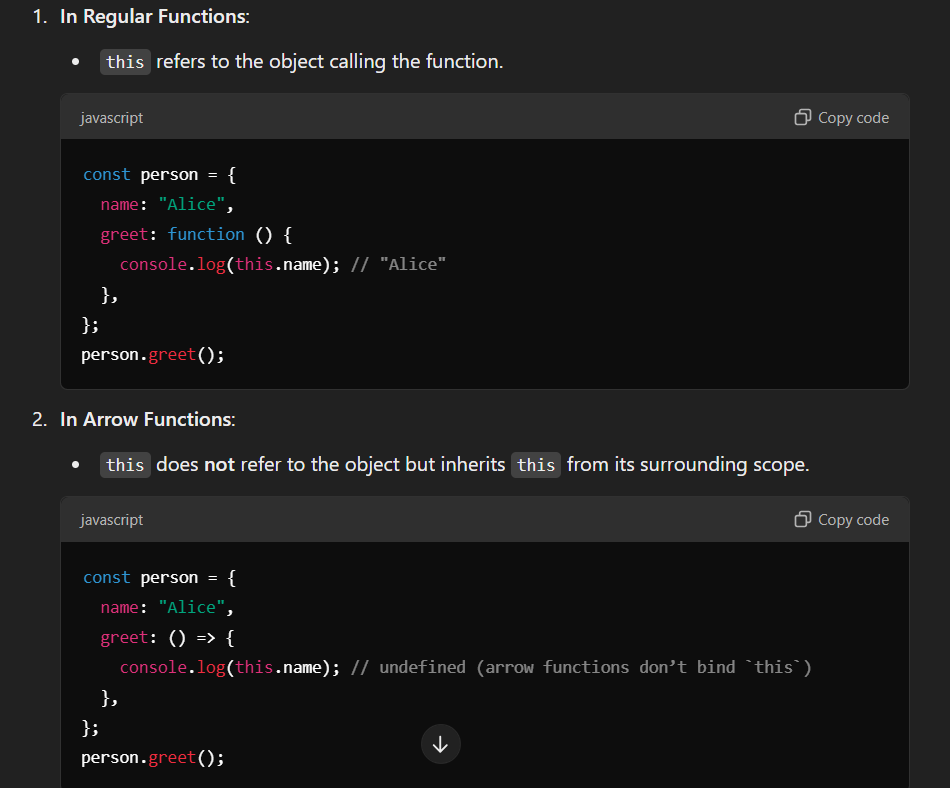 1. In Regular Functions:
• this refers to the object calling the function.
javascript Copy code
const person = {
  name: "Alice",
  greet: function () {
    console.log(this.name); // "Alice"
  },
};
person.greet();
2. In Arrow Functions:
• this does not refer to the object but inherits this from its surrounding scope.
javascript Copy code
const person = {
  name: "Alice",
  greet: () => {
    console.log(this.name); // undefined (arrow functions don’t bind `this`)
  },
};
person.greet();